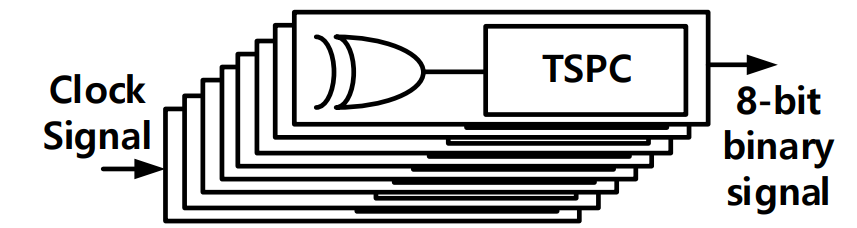 Clock
Signal
TSPC
8-bit
binary
signal